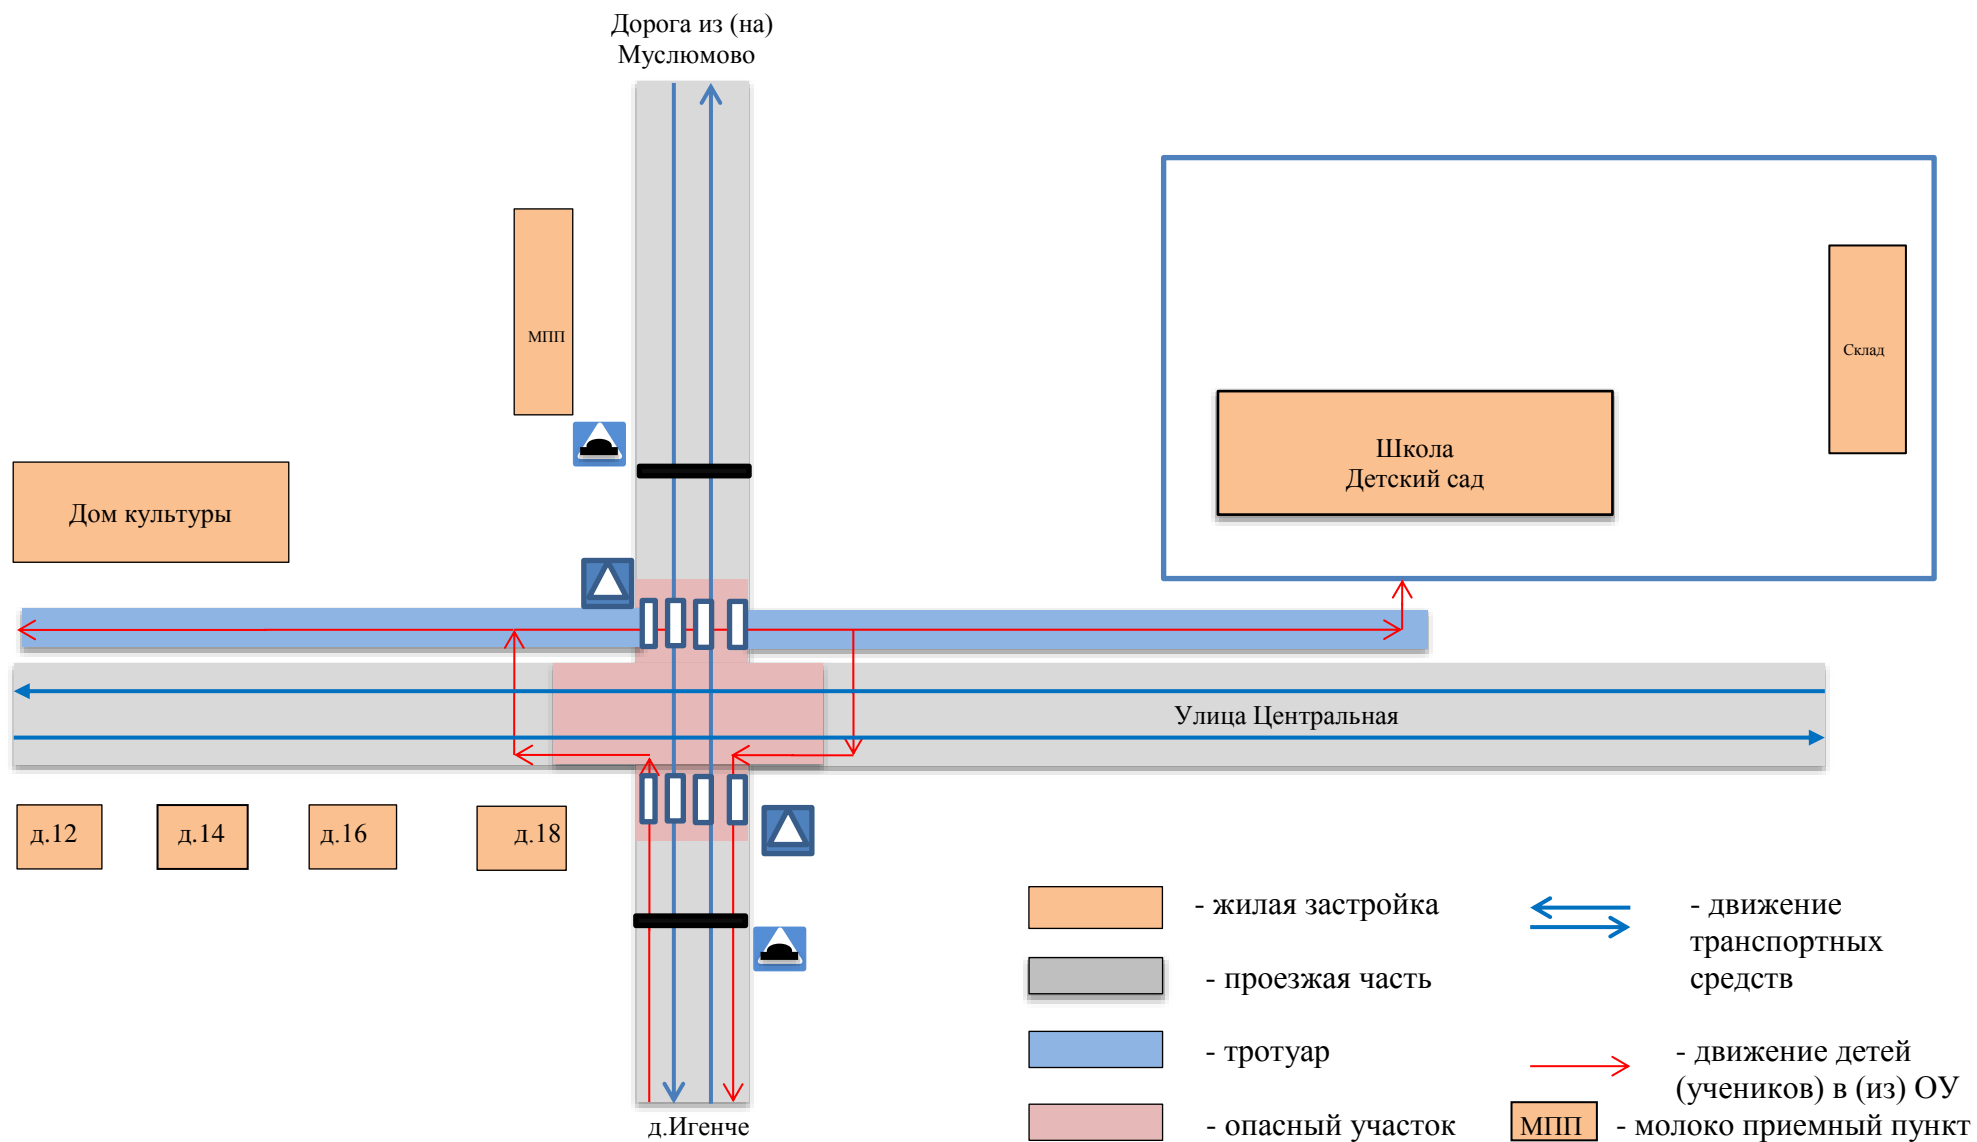 Дорога из (на)
Муслюмово
МПП
Склад
Школа
Детский сад
Дом культуры
Улица Центральная
д.12
д.14
д.16
д.18
д.Игенче
- жилая застройка
- проезжая часть
- тротуар
- опасный участок
- движение
транспортных
средств
- движение детей
(учеников) в (из) ОУ
МПП - молоко приемный пункт